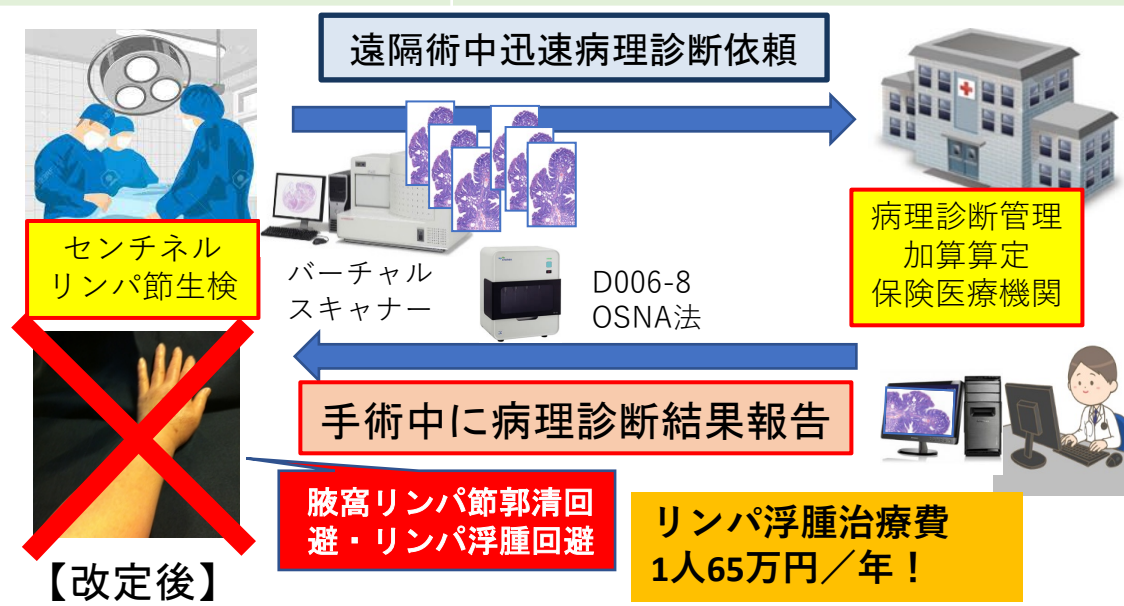 遠隔術中迅速病理診断依頼
センチネル
リンパ節生検
バーチャル
スキャナー
D006-8
OSNA法
病理診断管理
加算算定
保険医療機関
手術中に病理診断結果報告
腋窩リンパ節郭清回
避・リンパ浮腫回避
リンパ浮腫治療費
1人65万円／年！
【改定後】